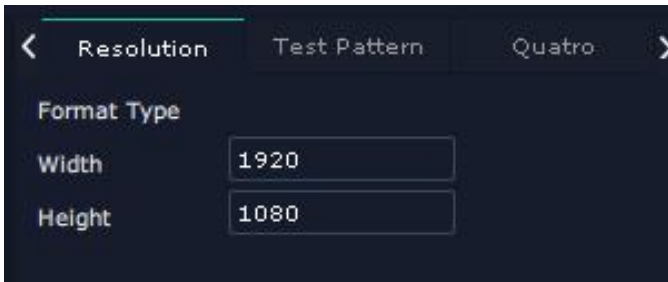 Resolution Test Pattern Quatro
Format Type
Width 1920
Height 1080